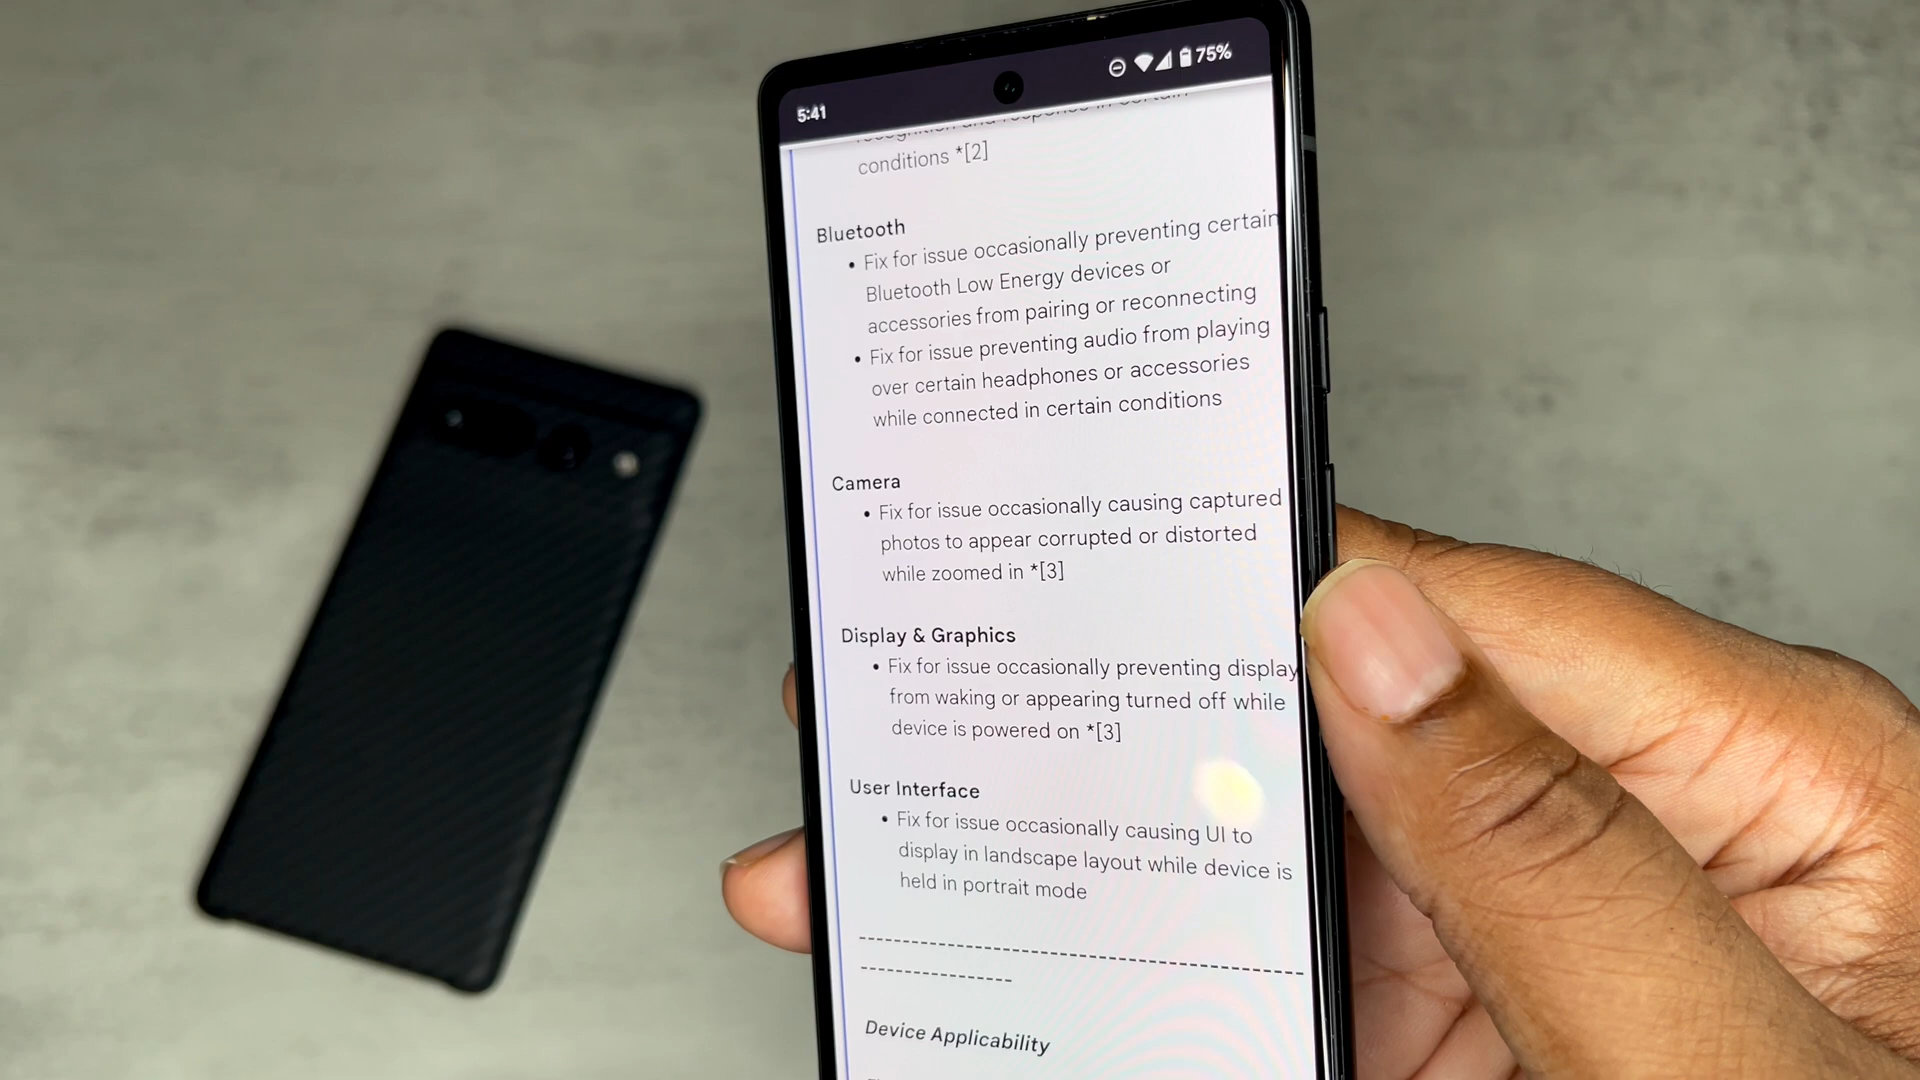 5:41
75%
recognition and response in certain
conditions *[2]
Bluetooth
• Fix for issue occasionally preventing certain
Bluetooth Low Energy devices or
accessories from pairing or reconnecting
• Fix for issue preventing audio from playing
over certain headphones or accessories
while connected in certain conditions
Camera
• Fix for issue occasionally causing captured
photos to appear corrupted or distorted
while zoomed in *[3]
Display & Graphics
• Fix for issue occasionally preventing display
from waking or appearing turned off while
device is powered on *[3]
User Interface
• Fix for issue occasionally causing UI to
display in landscape layout while device is
held in portrait mode
--------------------------------------------------
-----------------
Device Applicability